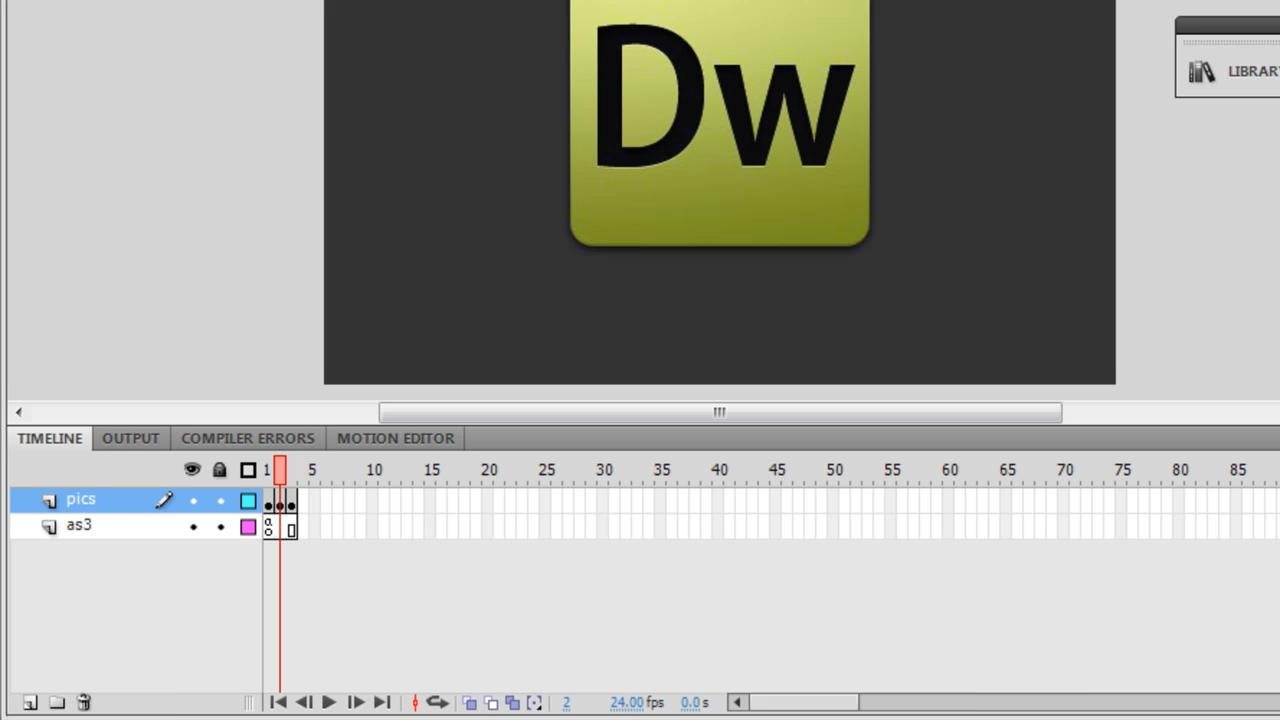 Dw
LIBRARY
TIMELINE OUTPUT COMPILER ERRORS MOTION EDITOR
1 5 10 15 20 25 30 35 40 45 50 55 60 65 70 75 80 85
pics
as3
a
2 24.00 fps 0.0 s